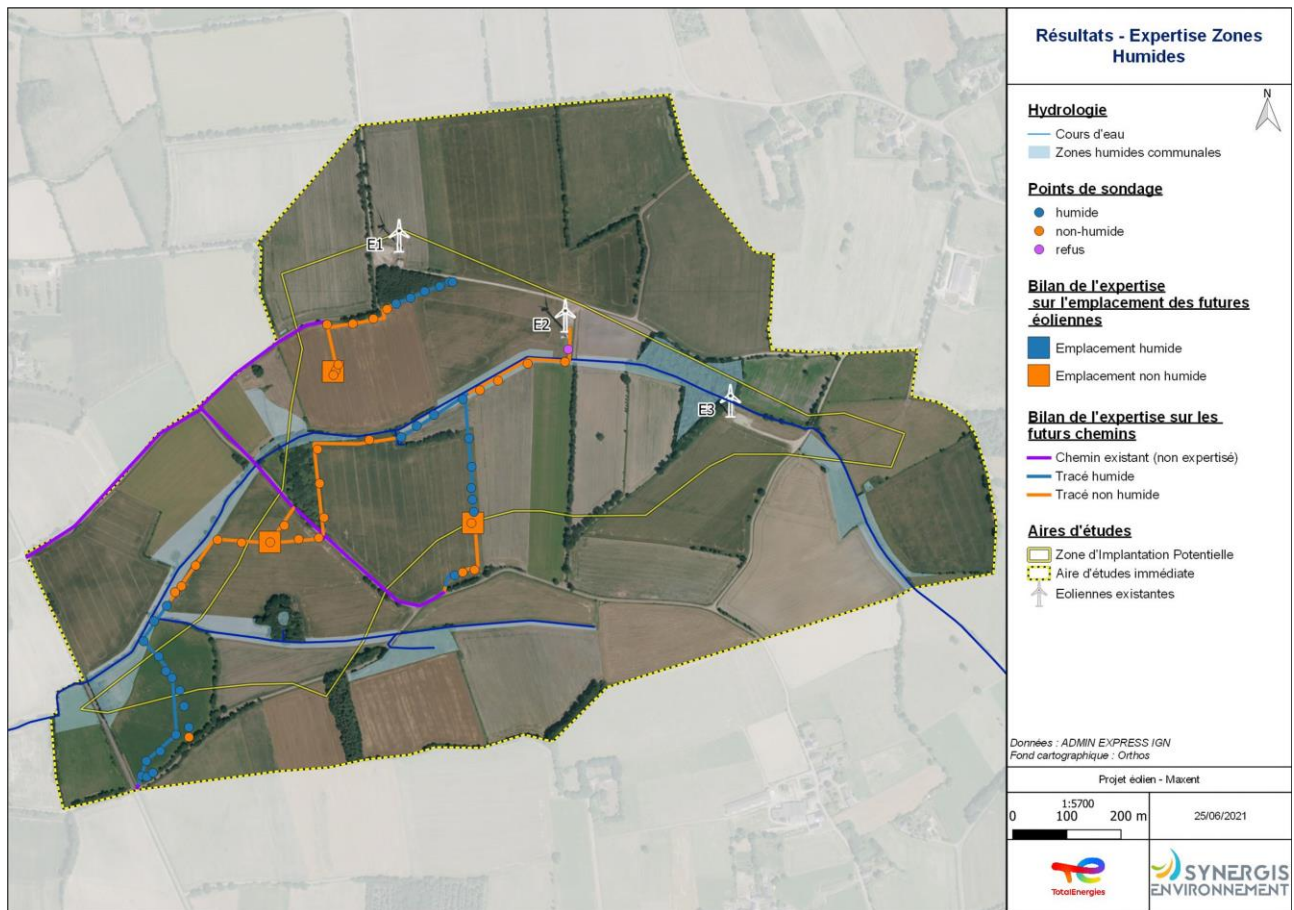 Résultats - Expertise Zones
Humides
N
Hydrologie
Cours d'eau
Zones humides communales
Points de sondage
humide
non-humide
refus
Bilan de l'expertise
sur l'emplacement des futures
éoliennes
Emplacement humide
Emplacement non humide
Bilan de l'expertise sur les
futurs chemins
Chemin existant (non expertisé)
Tracé humide
Tracé non humide
Aires d'études
Zone d'Implantation Potentielle
Aire d'études immédiate
Eoliennes existantes
E1
E2
E3
Données : ADMIN EXPRESS IGN
Fond cartographique : Orthos
Projet éolien - Maxent
1:5700
0 100 200 m
25/06/2021
TotalEnergies
SYNERGIS
ENVIRONNEMENT